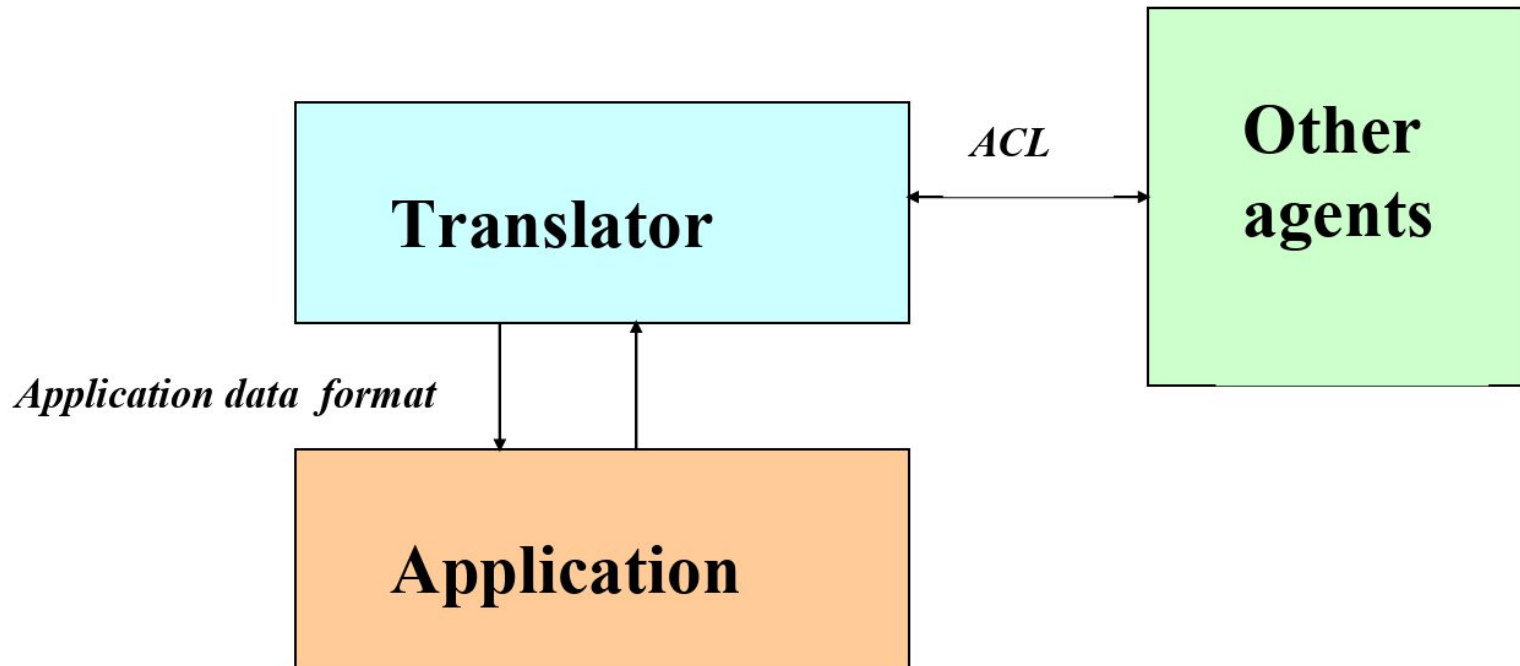 Other
agents
ACL
Translator
Application data format
Application